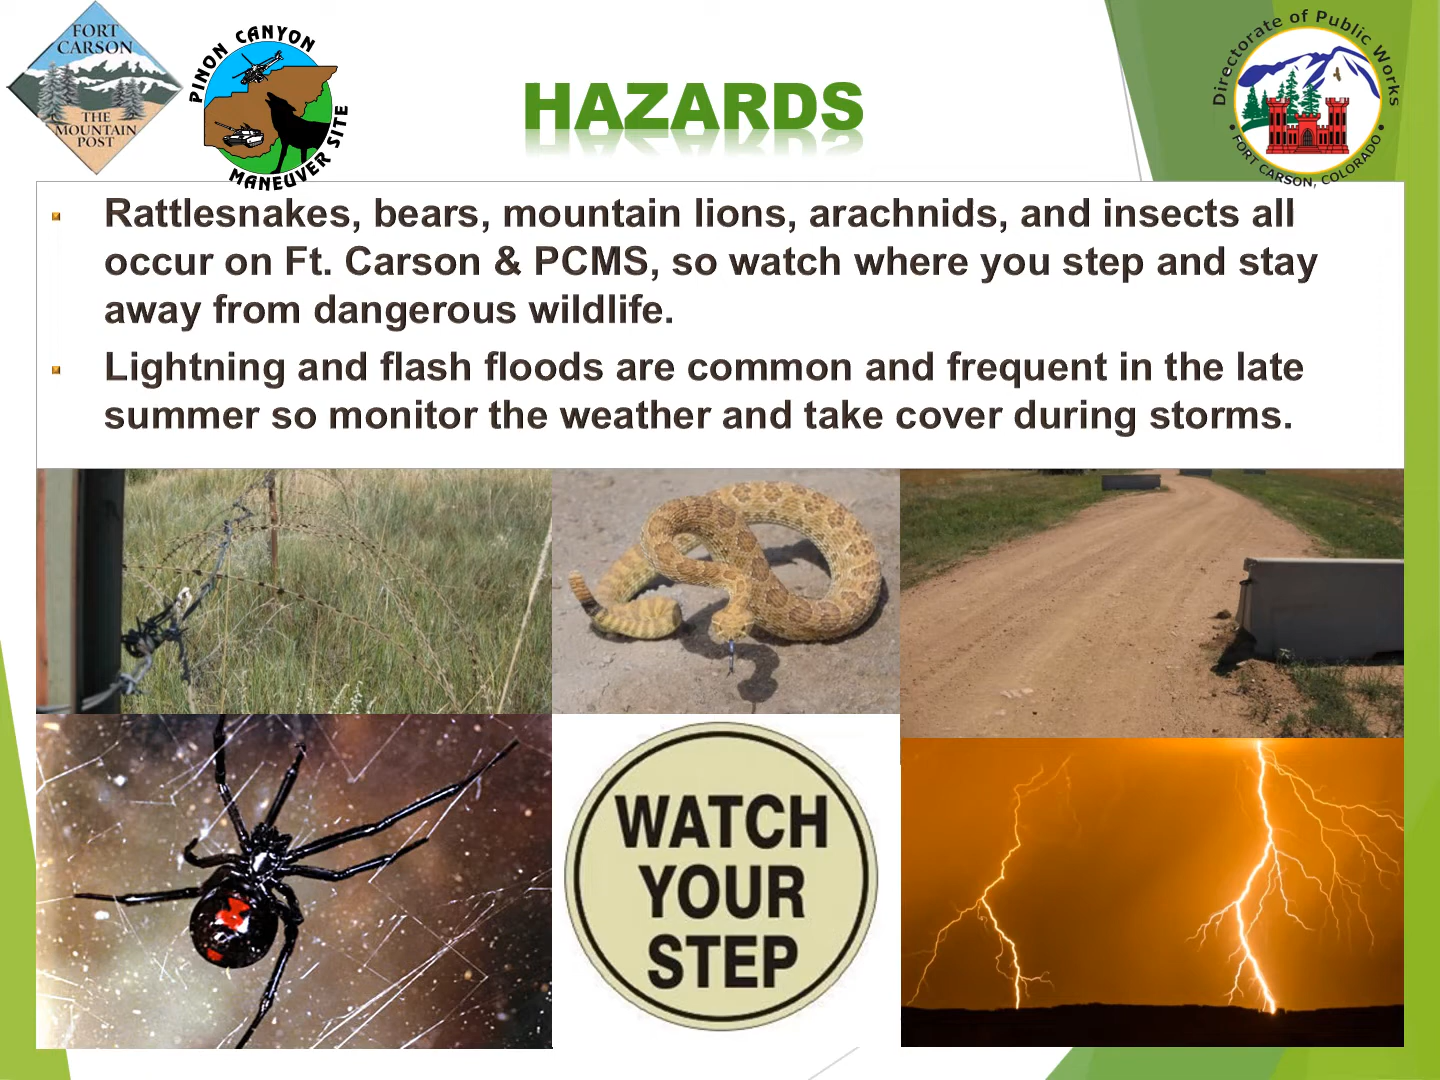 FORT
CARSON
THE
MOUNTAIN
POST
PINON CANYON
MANEUVER SITE
HAZARDS
Directorate of Public Works
• FORT CARSON, COLORADO •
▪ Rattlesnakes, bears, mountain lions, arachnids, and insects all
occur on Ft. Carson & PCMS, so watch where you step and stay
away from dangerous wildlife.
▪ Lightning and flash floods are common and frequent in the late
summer so monitor the weather and take cover during storms.
WATCH
YOUR
STEP